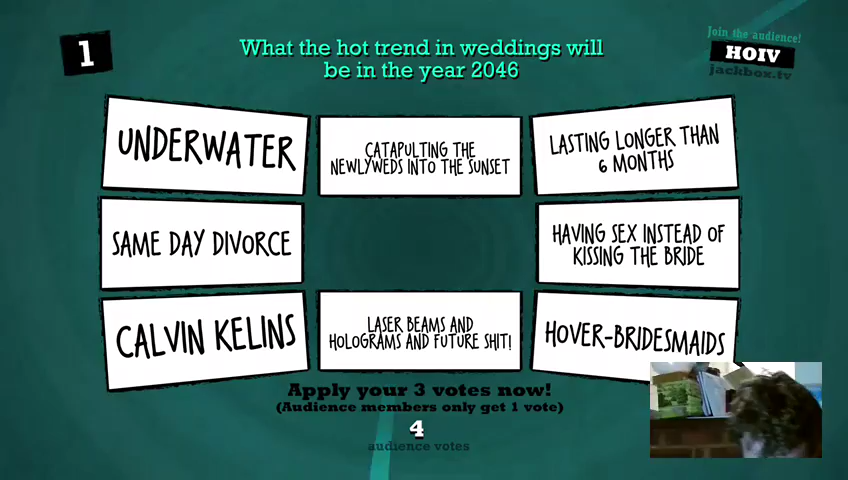 1
What the hot trend in weddings will
be in the year 2046
Join the audience!
HOIV
jackbox.tv
UNDERWATER
CATAPULTING THE
NEWLYWEDS INTO THE SUNSET
LASTING LONGER THAN
6 MONTHS
SAME DAY DIVORCE
HAVING SEX INSTEAD OF
KISSING THE BRIDE
CALVIN KELINS
LASER BEAMS AND
HOLOGRAMS AND FUTURE SHIT!
HOVER-BRIDESMAIDS
Apply your 3 votes now!
(Audience members only get 1 vote)
4
audience votes